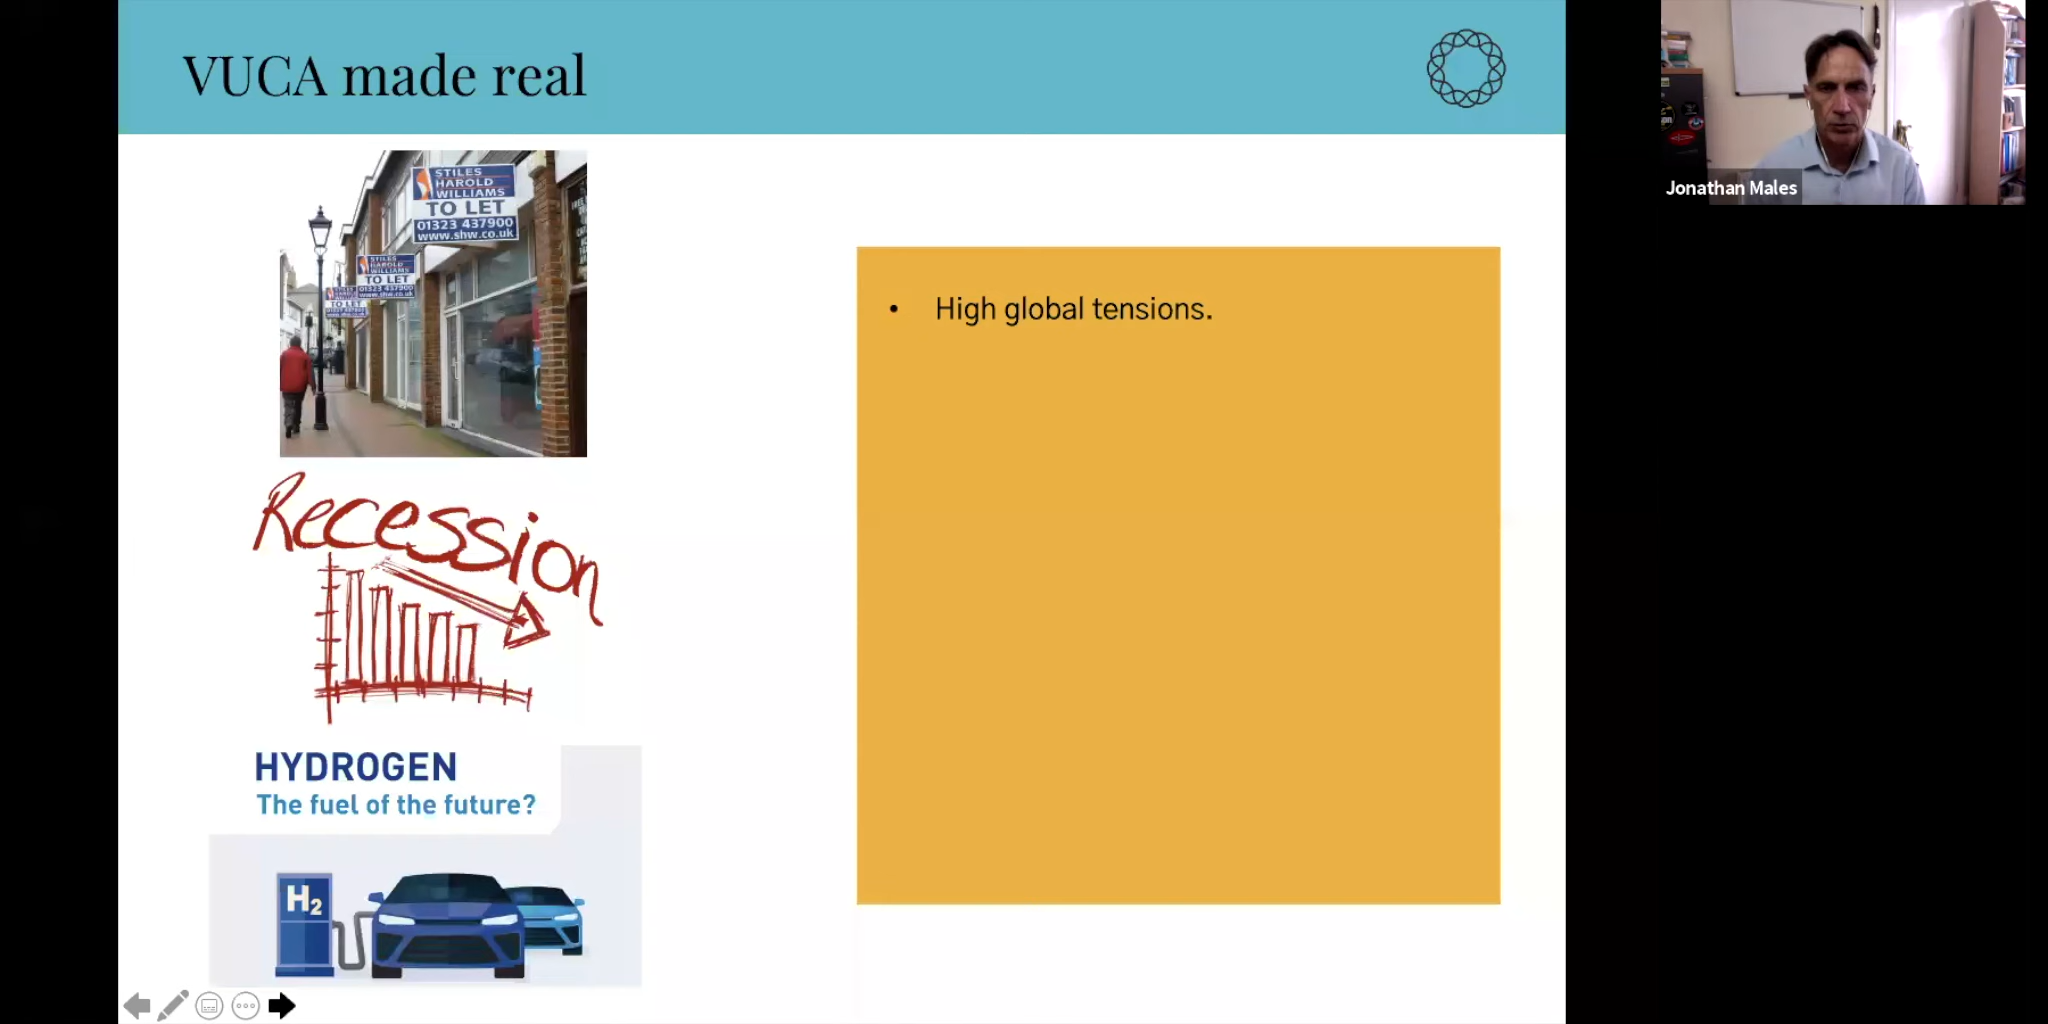 VUCA made real
STILES
HAROLD
WILLIAMS
TO LET
01323 437900
www.shw.co.uk
STILES
HAROLD
WILLIAMS
TO LET
01323 437900
www.shw.co.uk
TO LET
Recession
HYDROGEN
The fuel of the future?
H2
• High global tensions.
Jonathan Males